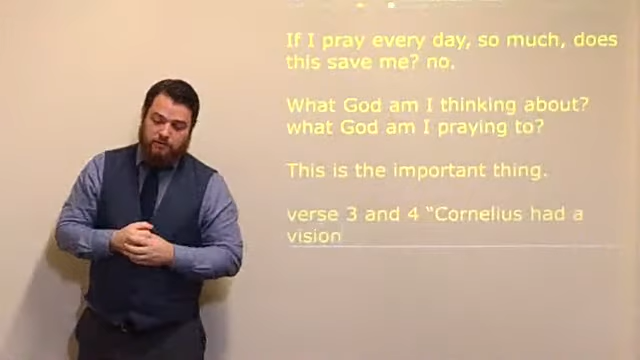 If I pray every day, so much, does
this save me? no.
What God am I thinking about?
what God am I praying to?
This is the important thing.
verse 3 and 4 “Cornelius had a
vision